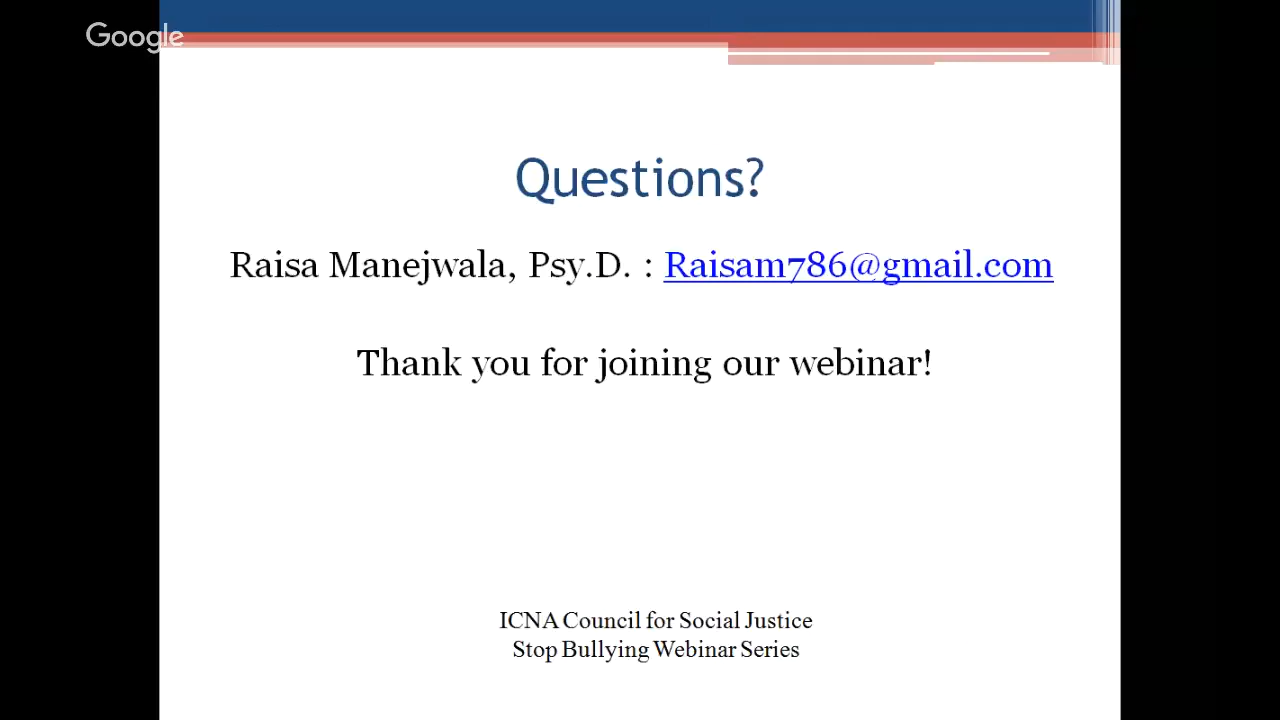 Google
Questions?
Raisa Manejwala, Psy.D. : Raisam786@gmail.com
Thank you for joining our webinar!
ICNA Council for Social Justice
Stop Bullying Webinar Series